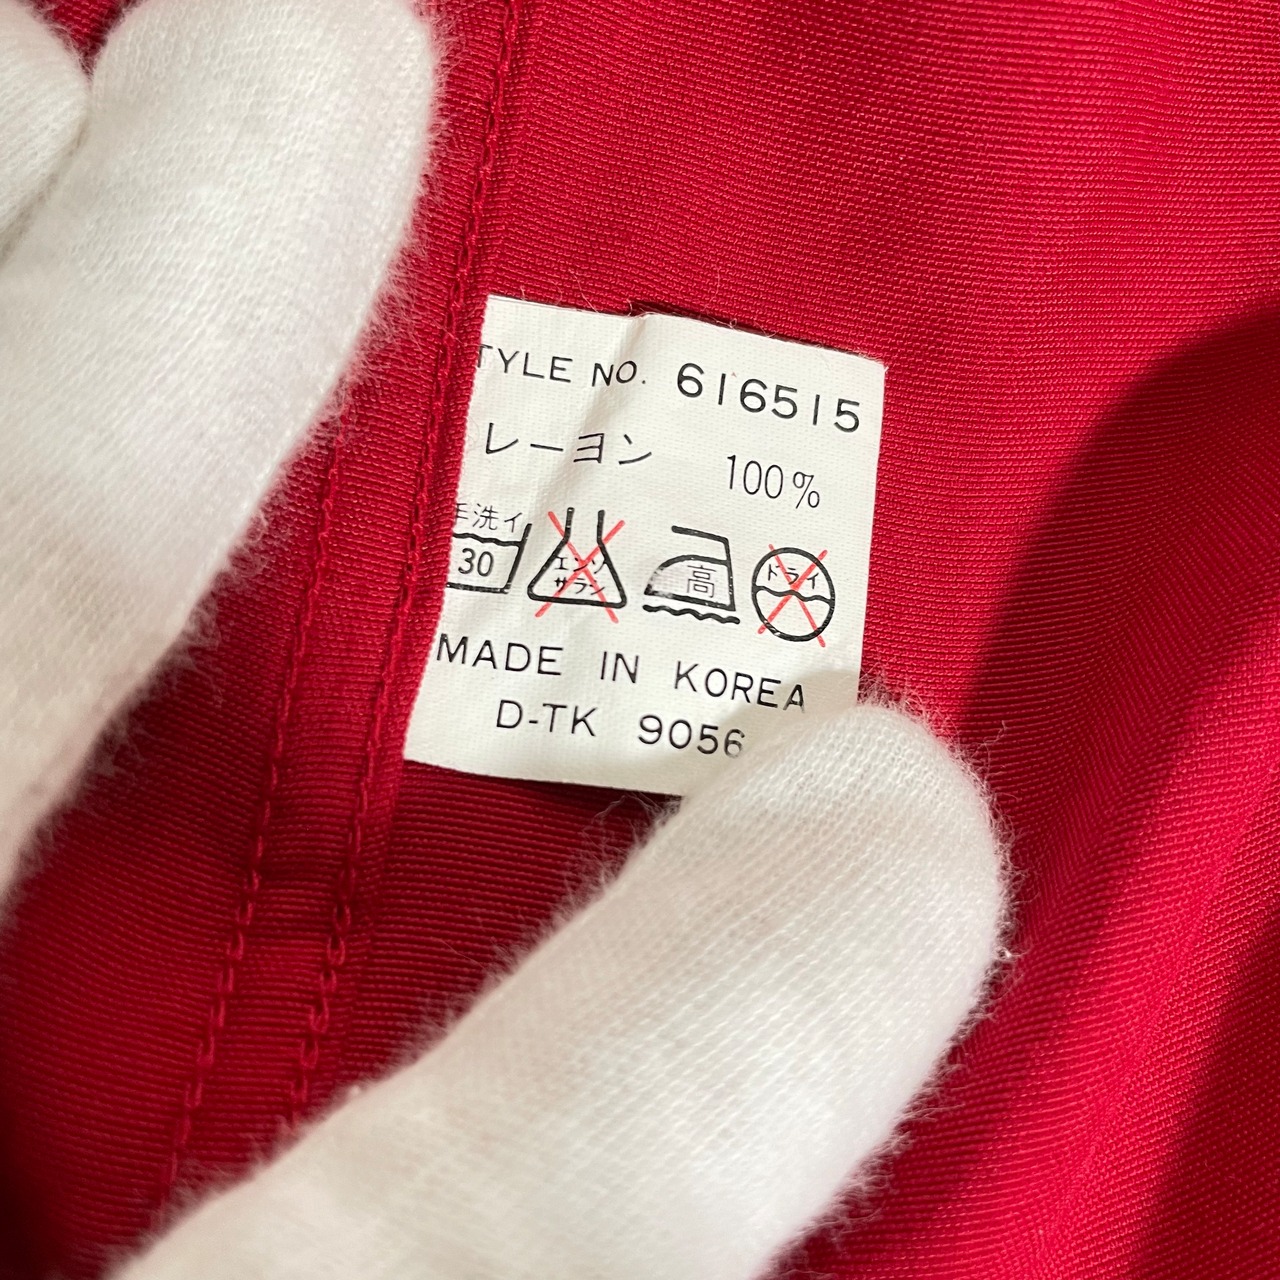 TYLE NO. 616515
レーヨン 100%
手洗イ
30 エンソ サラシ 高 ドライ
MADE IN KOREA
D-TK 9056